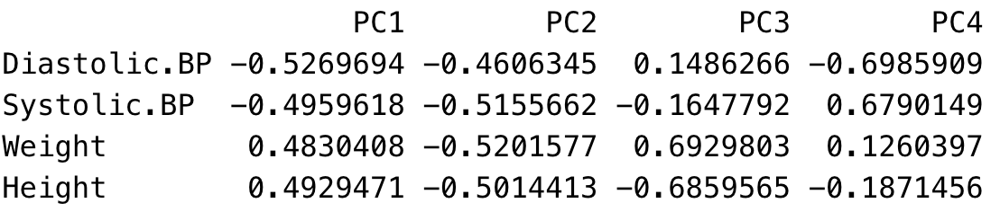 PC1        PC2        PC3        PC4
Diastolic.BP -0.5269694 -0.4606345  0.1486266 -0.6985909
Systolic.BP  -0.4959618 -0.5155662 -0.1647792  0.6790149
Weight        0.4830408 -0.5201577  0.6929803  0.1260397
Height        0.4929471 -0.5014413 -0.6859565 -0.1871456